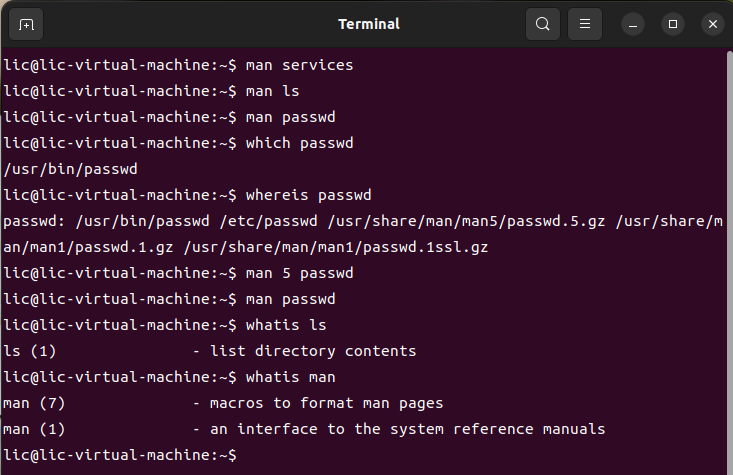 Terminal
lic@lic-virtual-machine:~$ man services
lic@lic-virtual-machine:~$ man ls
lic@lic-virtual-machine:~$ man passwd
lic@lic-virtual-machine:~$ which passwd
/usr/bin/passwd
lic@lic-virtual-machine:~$ whereis passwd
passwd: /usr/bin/passwd /etc/passwd /usr/share/man/man5/passwd.5.gz /usr/share/m
an/man1/passwd.1.gz /usr/share/man/man1/passwd.1ssl.gz
lic@lic-virtual-machine:~$ man 5 passwd
lic@lic-virtual-machine:~$ man passwd
lic@lic-virtual-machine:~$ whatis ls
ls (1)               - list directory contents
lic@lic-virtual-machine:~$ whatis man
man (7)              - macros to format man pages
man (1)              - an interface to the system reference manuals
lic@lic-virtual-machine:~$